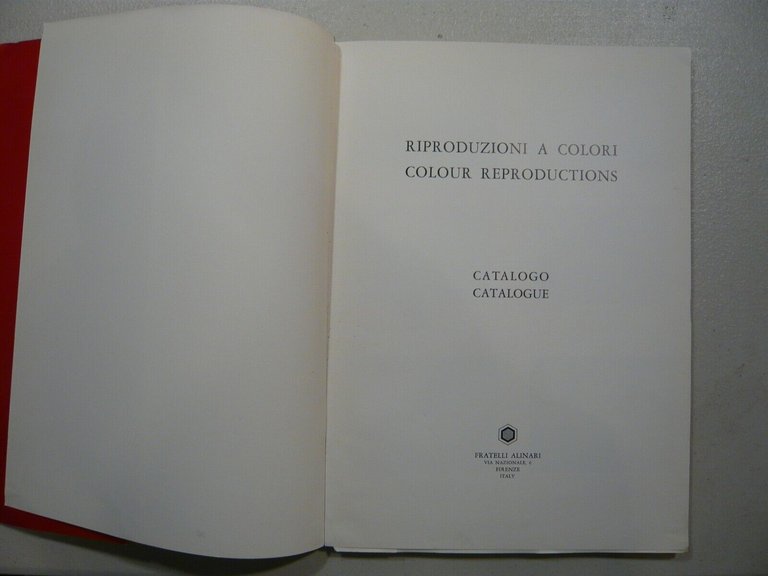 RIPRODUZIONI A COLORI
COLOUR REPRODUCTIONS
CATALOGO
CATALOGUE
FRATELLI ALINARI
VIA NAZIONALE, 6
FIRENZE
ITALY